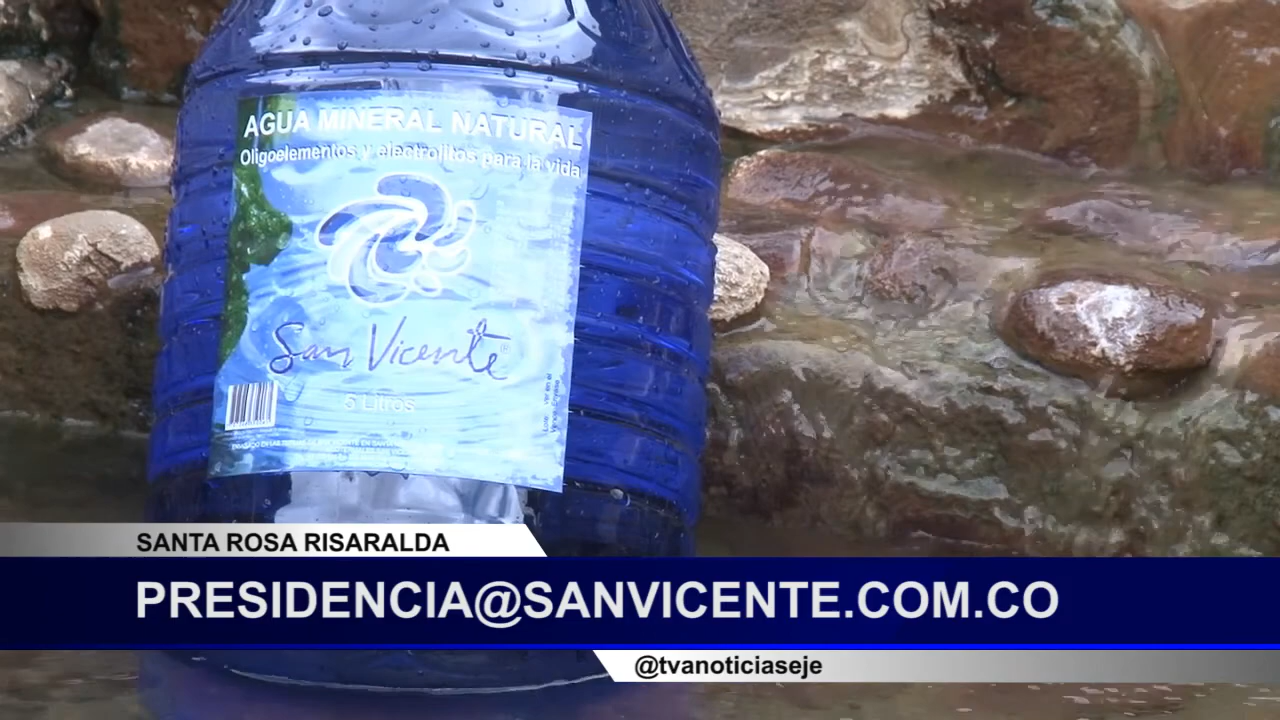 AGUA MINERAL NATURAL
Oligoelementos y electrolitos para la vida
San Vicente
5 Litros
SANTA ROSA RISARALDA
PRESIDENCIA@SANVICENTE.COM.CO
@tvanoticiaseje